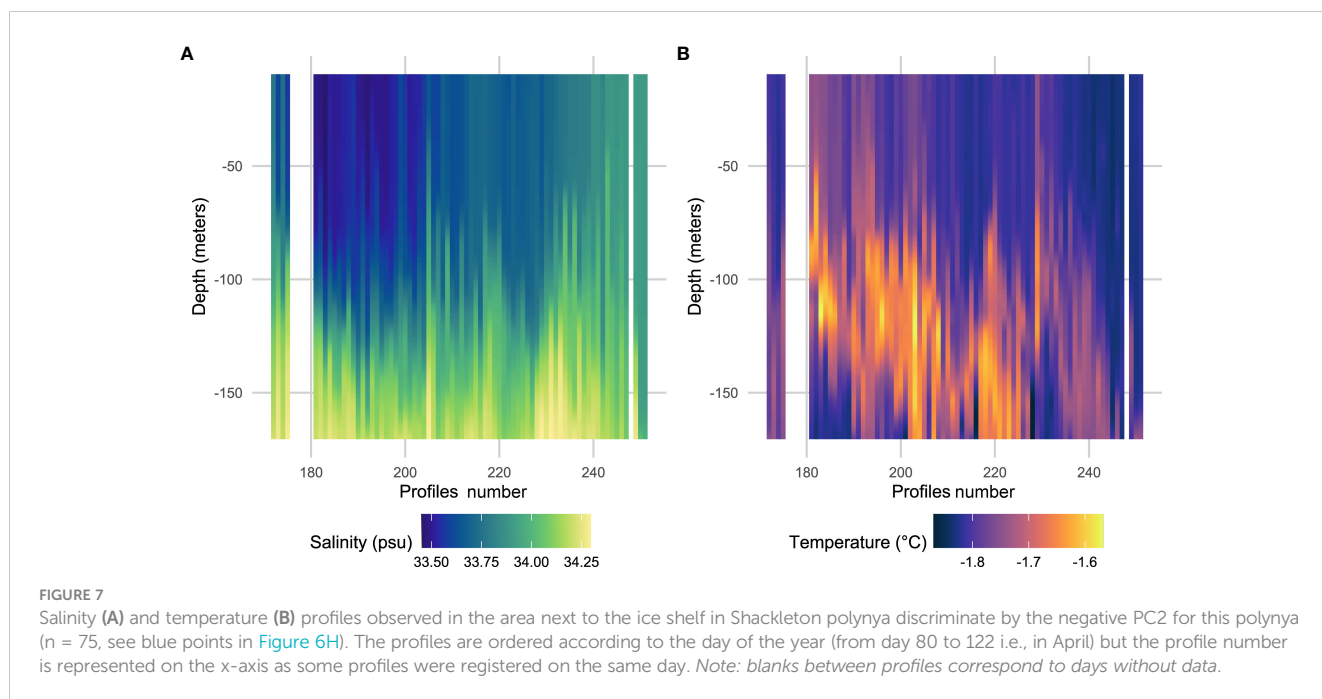 A
B
-50
-100
-150
Depth (meters)
180 200 220 240
Profiles number
Salinity (psu)
33.50 33.75 34.00 34.25
-50
-100
-150
Depth (meters)
180 200 220 240
Profiles number
Temperature (°C)
-1.8 -1.7 -1.6
FIGURE 7
Salinity (A) and temperature (B) profiles observed in the area next to the ice shelf in Shackleton polynya discriminate by the negative PC2 for this polynya
(n = 75, see blue points in Figure 6H). The profiles are ordered according to the day of the year (from day 80 to 122 i.e., in April) but the profile number
is represented on the x-axis as some profiles were registered on the same day. Note: blanks between profiles correspond to days without data.